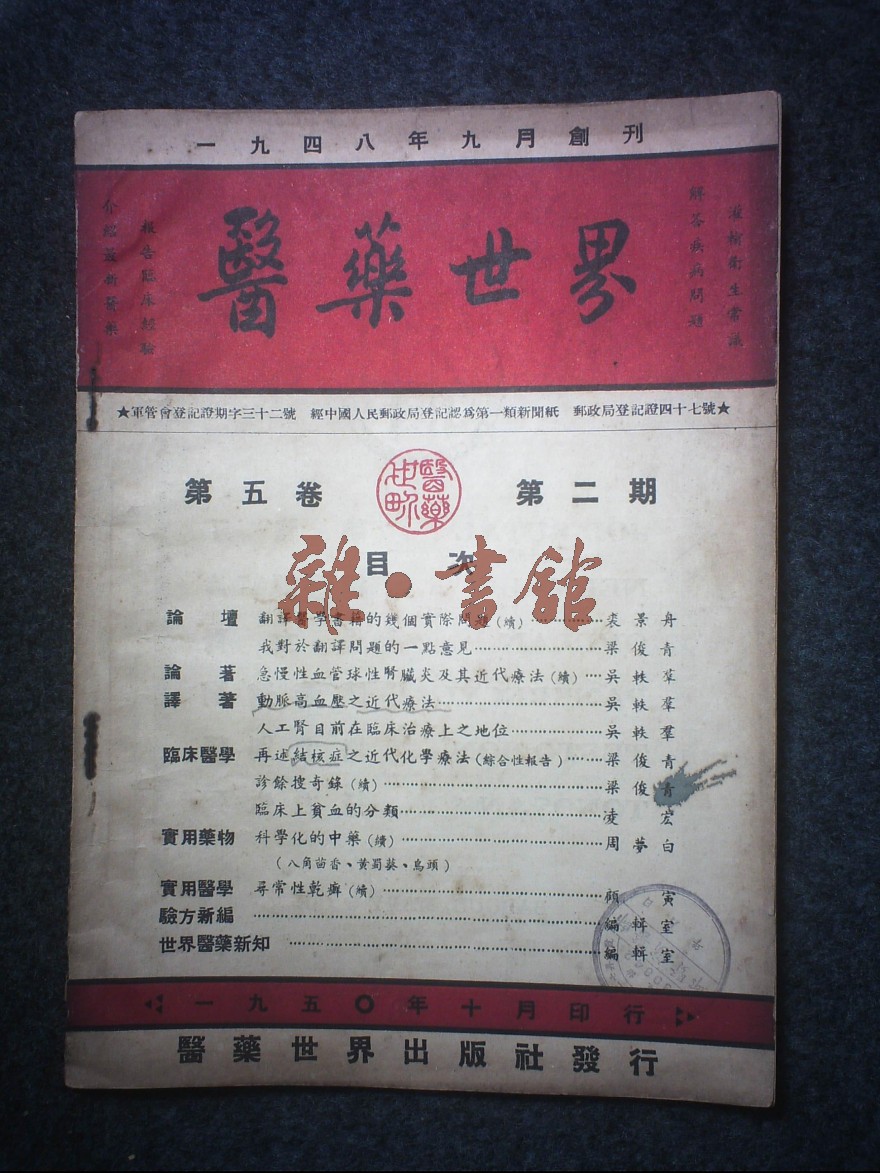 一九四八年九月創刊
灌輸衛生常識
解答疾病問題
醫藥世界
報告臨床經驗
介紹最新醫藥
★軍管會登記證期字三十二號 經中國人民郵政局登記認為第一類新聞紙 郵政局登記證四十七號★
第五卷 醫藥世界 第二期
目次
雜·書館
論壇 翻譯醫學書籍的幾個實際問題(續)……………裘景舟
我對於翻譯問題的一點意見……………梁俊青
論著 急慢性血管球性腎臟炎及其近代療法(續)……吳軼羣
譯著 動脈高血壓之近代療法……………吳軼羣
人工腎目前在臨床治療上之地位……………吳軼羣
臨床醫學 再述結核症之近代化學療法(綜合性報告)……梁俊青
診餘搜奇錄(續)……………梁俊青
臨床上貧血的分類……………凌宏
實用藥物 科學化的中藥(續)……………周夢白
(八角茴香、黃蜀葵、烏頭)
實用醫學 尋常性乾癬(續)……………顧寅
驗方新編……………編輯室
世界醫藥新知……………編輯室
一九五〇年十月印行
醫藥世界出版社發行